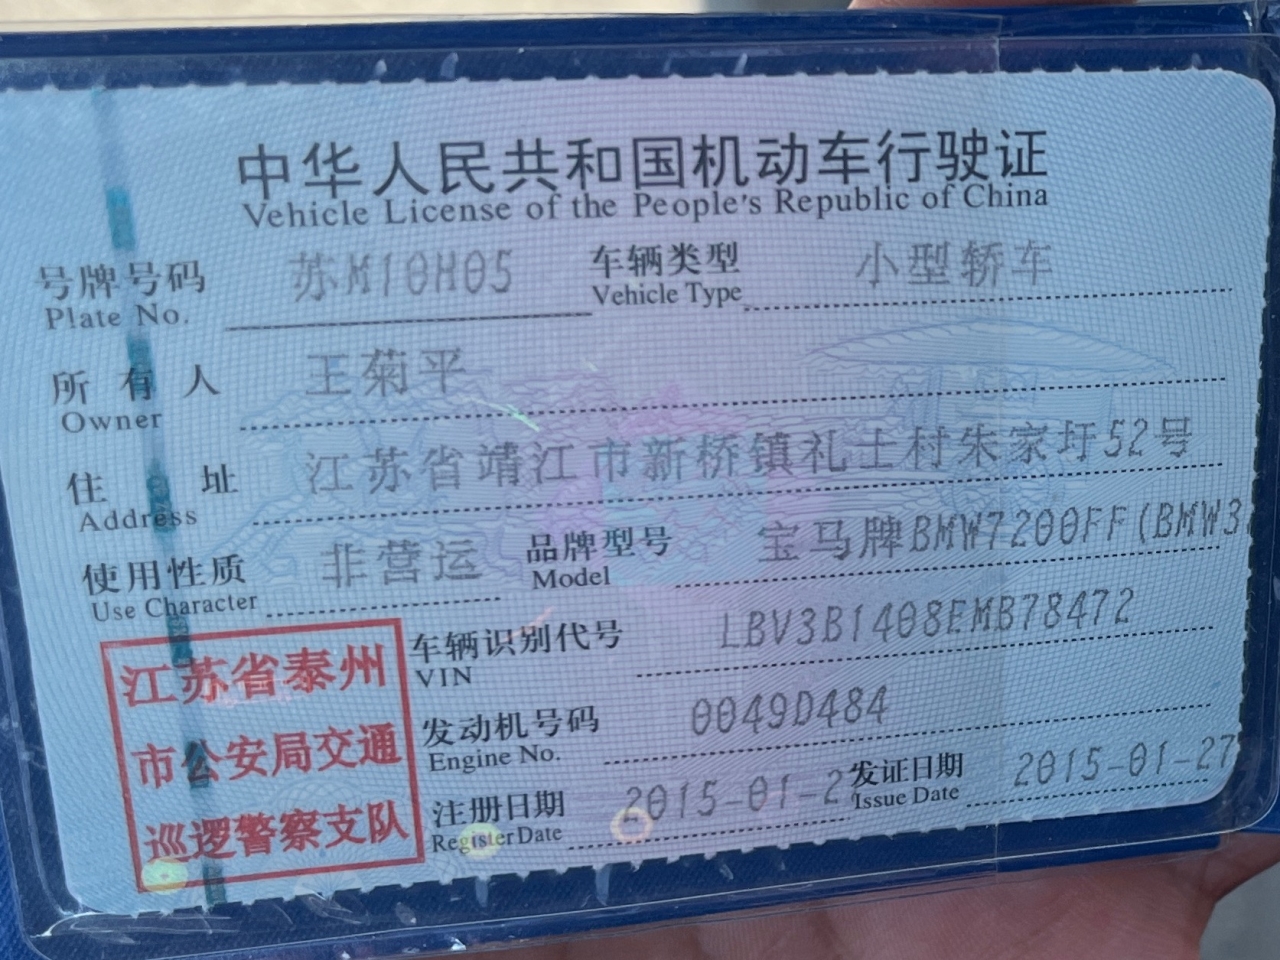 中华人民共和国机动车行驶证
Vehicle License of the People's Republic of China
号牌号码 苏M10H05 车辆类型 小型轿车
Plate No. Vehicle Type
所有人 王菊平
Owner
住址 江苏省靖江市新桥镇礼士村朱家圩52号
Address
使用性质 非营运 品牌型号 宝马牌BMW7200FF(BMW3
Use Character Model
江苏省泰州
市公安局交通
巡逻警察支队
车辆识别代号 LBV3B1408EMB78472
VIN
发动机号码 0049D484
Engine No.
注册日期 2015-01-2 发证日期 2015-01-27
Register Date Issue Date